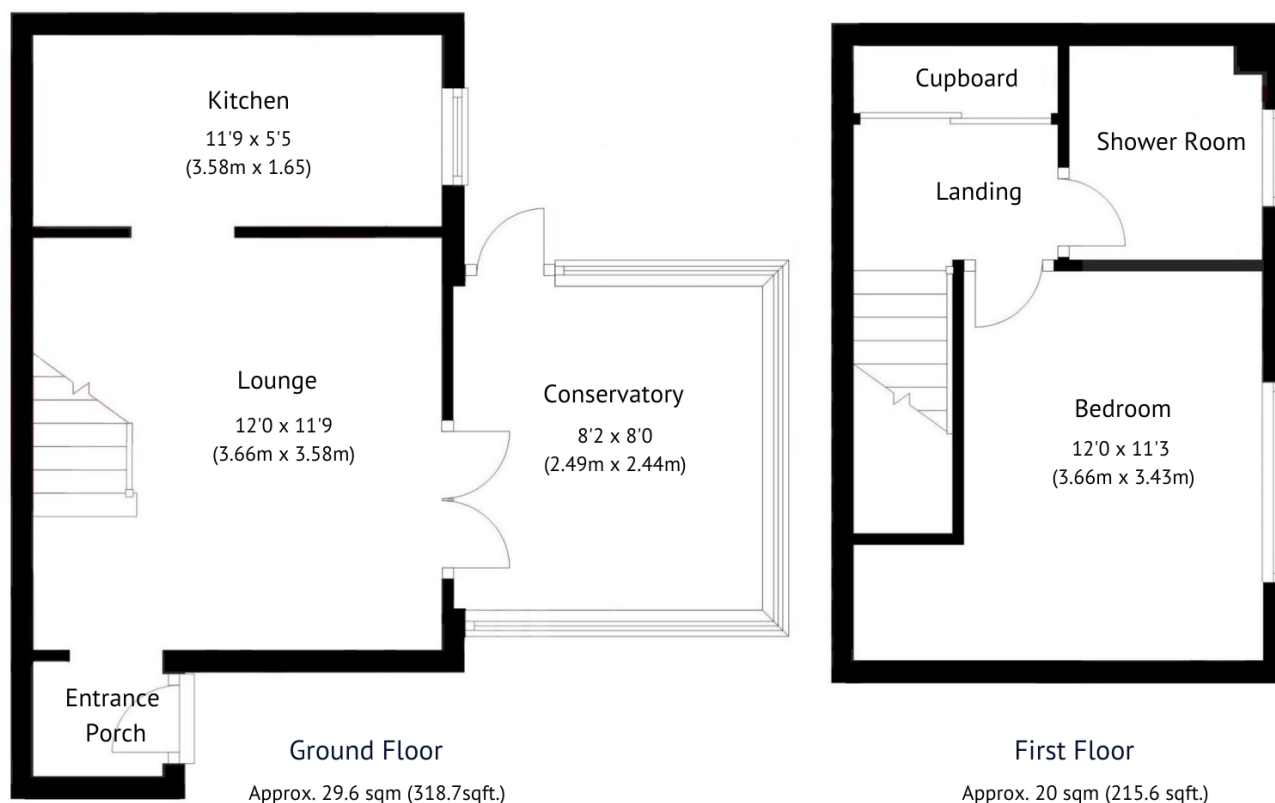 Kitchen
11'9 x 5'5
(3.58m x 1.65)
Lounge
12'0 x 11'9
(3.66m x 3.58m)
Conservatory
8'2 x 8'0
(2.49m x 2.44m)
Entrance
Porch
Ground Floor
Approx. 29.6 sqm (318.7sqft.)
Cupboard
Shower Room
Landing
Bedroom
12'0 x 11'3
(3.66m x 3.43m)
First Floor
Approx. 20 sqm (215.6 sqft.)